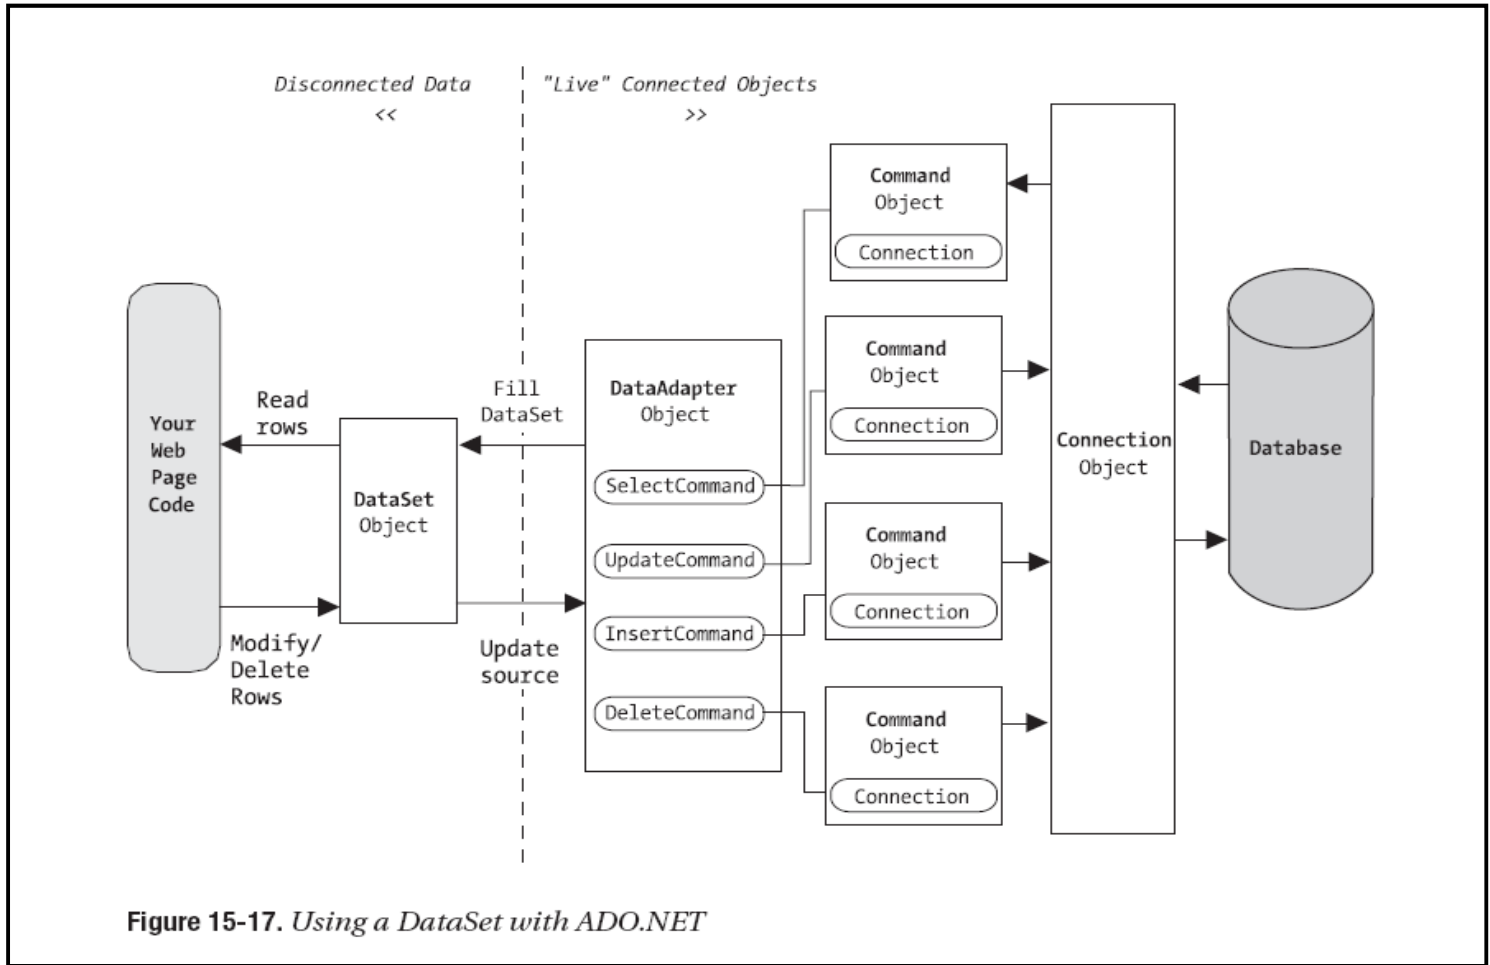 Disconnected Data
<<
"Live" Connected Objects
>>
Your
Web
Page
Code
Read
rows
Modify/
Delete
Rows
DataSet
Object
Fill
DataSet
Update
source
DataAdapter
Object
SelectCommand
UpdateCommand
InsertCommand
DeleteCommand
Command
Object
Connection
Command
Object
Connection
Command
Object
Connection
Command
Object
Connection
Connection
Object
Database
Figure 15-17. Using a DataSet with ADO.NET